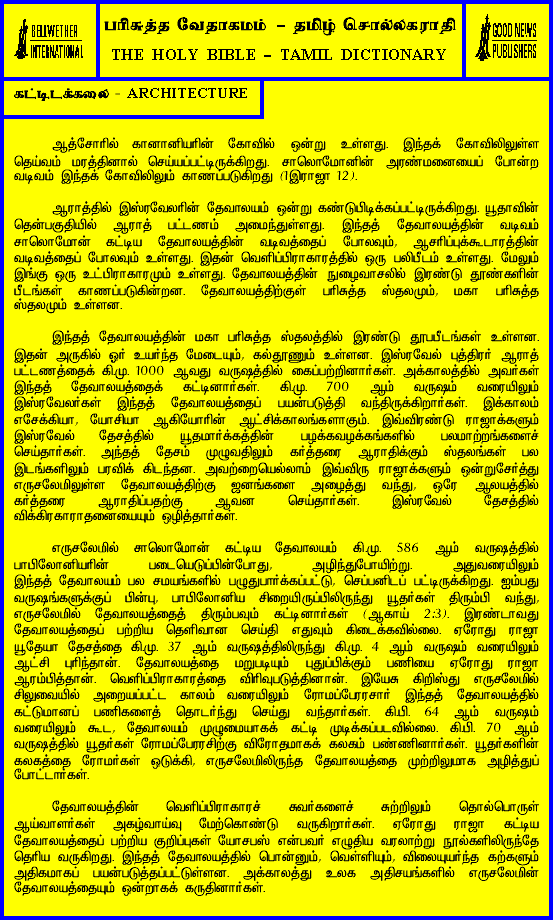 BELLWETHER
INTERNATIONAL
பரிசுத்த வேதாகமம் – தமிழ் சொல்லகராதி
THE HOLY BIBLE – TAMIL DICTIONARY
GOOD NEWS
PUBLISHERS
கட்டிடக்கலை - ARCHITECTURE
ஆத்சோரில் கானானியரின் கோவில் ஒன்று உள்ளது. இந்தக் கோவிலிலுள்ள
தெய்வம் மரத்தினால் செய்யப்பட்டிருக்கிறது. சாலொமோனின் அரண்மனையைப் போன்ற
வடிவம் இந்தக் கோவிலிலும் காணப்படுகிறது (1இராஜா 12).
ஆராத்தில் இஸ்ரவேலரின் தேவாலயம் ஒன்று கண்டுபிடிக்கப்பட்டிருக்கிறது. யூதாவின்
தென்பகுதியில் ஆராத் பட்டணம் அமைந்துள்ளது. இந்தத் தேவாலயத்தின் வடிவம்
சாலொமோன் கட்டிய தேவாலயத்தின் வடிவத்தைப் போலவும், ஆசரிப்புக்கூடாரத்தின்
வடிவத்தைப் போலவும் உள்ளது. இதன் வெளிப்பிராகாரத்தில் ஒரு பலிபீடம் உள்ளது. மேலும்
இங்கு ஒரு உட்பிராகாரமும் உள்ளது. தேவாலயத்தின் நுழைவாசலில் இரண்டு தூண்களின்
பீடங்கள் காணப்படுகின்றன. தேவாலயத்திற்குள் பரிசுத்த ஸ்தலமும், மகா பரிசுத்த
ஸ்தலமும் உள்ளன.
இந்தத் தேவாலயத்தின் மகா பரிசுத்த ஸ்தலத்தில் இரண்டு தூபபீடங்கள் உள்ளன.
இதன் அருகில் ஓர் உயர்ந்த மேடையும், கல்தூணும் உள்ளன. இஸ்ரவேல் புத்திரர் ஆராத்
பட்டணத்தைக் கி.மு. 1000 ஆவது வருஷத்தில் கைப்பற்றினார்கள். அக்காலத்தில் அவர்கள்
இந்தத் தேவாலயத்தைக் கட்டினார்கள். கி.மு. 700 ஆம் வருஷம் வரையிலும்
இஸ்ரவேலர்கள் இந்தத் தேவாலயத்தைப் பயன்படுத்தி வந்திருக்கிறார்கள். இக்காலம்
எசேக்கியா, யோசியா ஆகியோரின் ஆட்சிக்காலங்களாகும். இவ்விரண்டு ராஜாக்களும்
இஸ்ரவேல் தேசத்தில் யூதமார்க்கத்தின் பழக்கவழக்கங்களில் பலமாற்றங்களைச்
செய்தார்கள். அந்தத் தேசம் முழுவதிலும் கர்த்தரை ஆராதிக்கும் ஸ்தலங்கள் பல
இடங்களிலும் பரவிக் கிடந்தன. அவற்றையெல்லாம் இவ்விரு ராஜாக்களும் ஒன்றுசேர்த்து
எருசலேமிலுள்ள தேவாலயத்திற்கு ஜனங்களை அழைத்து வந்து, ஒரே ஆலயத்தில்
கர்த்தரை ஆராதிப்பதற்கு ஆவன செய்தார்கள். இஸ்ரவேல் தேசத்தில்
விக்கிரகாராதனையையும் ஒழித்தார்கள்.
எருசலேமில் சாலொமோன் கட்டிய தேவாலயம் கி.மு. 586 ஆம் வருஷத்தில்
பாபிலோனியரின் படையெடுப்பின்போது, அழிந்துபோயிற்று. அதுவரையிலும்
இந்தத் தேவாலயம் பல சமயங்களில் பழுதுபார்க்கப்பட்டு, செப்பனிடப் பட்டிருக்கிறது. ஐம்பது
வருஷங்களுக்குப் பின்பு, பாபிலோனிய சிறையிருப்பிலிருந்து யூதர்கள் திரும்பி வந்து,
எருசலேமில் தேவாலயத்தைத் திரும்பவும் கட்டினார்கள் (ஆகாய் 2:3). இரண்டாவது
தேவாலயத்தைப் பற்றிய தெளிவான செய்தி எதுவும் கிடைக்கவில்லை. ஏரோது ராஜா
யூதேயா தேசத்தை கி.மு. 37 ஆம் வருஷத்திலிருந்து கி.மு. 4 ஆம் வருஷம் வரையிலும்
ஆட்சி புரிந்தான். தேவாலயத்தை மறுபடியும் புதுப்பிக்கும் பணியை ஏரோது ராஜா
ஆரம்பித்தான். வெளிப்பிராகாரத்தை விரிவுபடுத்தினான். இயேசு கிறிஸ்து எருசலேமில்
சிலுவையில் அறையப்பட்ட காலம் வரையிலும் ரோமப்பேரரசார் இந்தத் தேவாலயத்தில்
கட்டுமானப் பணிகளைத் தொடர்ந்து செய்து வந்தார்கள். கி.பி. 64 ஆம் வருஷம்
வரையிலும் கூட, தேவாலயம் முழுமையாகக் கட்டி முடிக்கப்படவில்லை. கி.பி. 70 ஆம்
வருஷத்தில் யூதர்கள் ரோமப்பேரரசிற்கு விரோதமாகக் கலகம் பண்ணினார்கள். யூதர்களின்
கலகத்தை ரோமர்கள் ஒடுக்கி, எருசலேமிலிருந்த தேவாலயத்தை முற்றிலுமாக அழித்துப்
போட்டார்கள்.
தேவாலயத்தின் வெளிப்பிராகாரச் சுவர்களைச் சுற்றிலும் தொல்பொருள்
ஆய்வாளர்கள் அகழ்வாய்வு மேற்கொண்டு வருகிறார்கள். ஏரோது ராஜா கட்டிய
தேவாலயத்தைப் பற்றிய குறிப்புகள் யோசபஸ் என்பவர் எழுதிய வரலாற்று நூல்களிலிருந்தே
தெரிய வருகிறது. இந்தத் தேவாலயத்தில் பொன்னும், வெள்ளியும், விலையுயர்ந்த கற்களும்
அதிகமாகப் பயன்படுத்தப்பட்டுள்ளன. அக்காலத்து உலக அதிசயங்களில் எருசலேமின்
தேவாலயத்தையும் ஒன்றாகக் கருதினார்கள்.